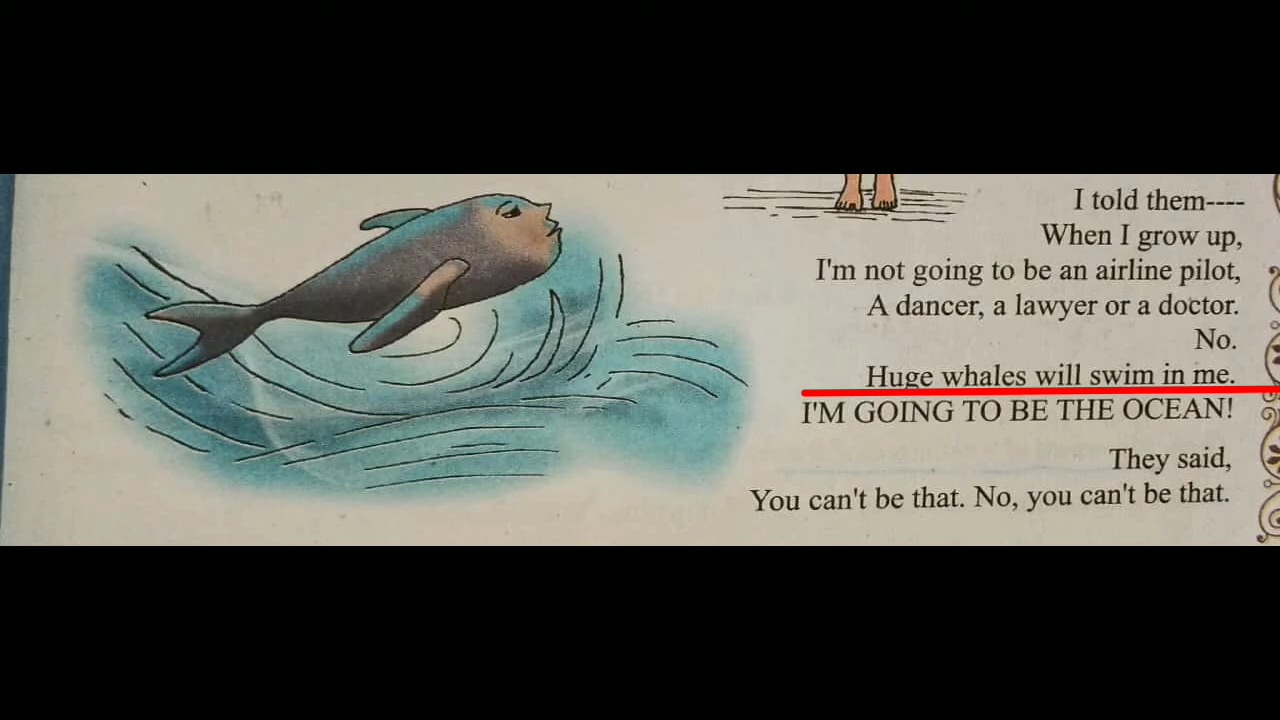 I told them----
When I grow up,
I'm not going to be an airline pilot,
A dancer, a lawyer or a doctor.
No.
Huge whales will swim in me.
I'M GOING TO BE THE OCEAN!
They said,
You can't be that. No, you can't be that.